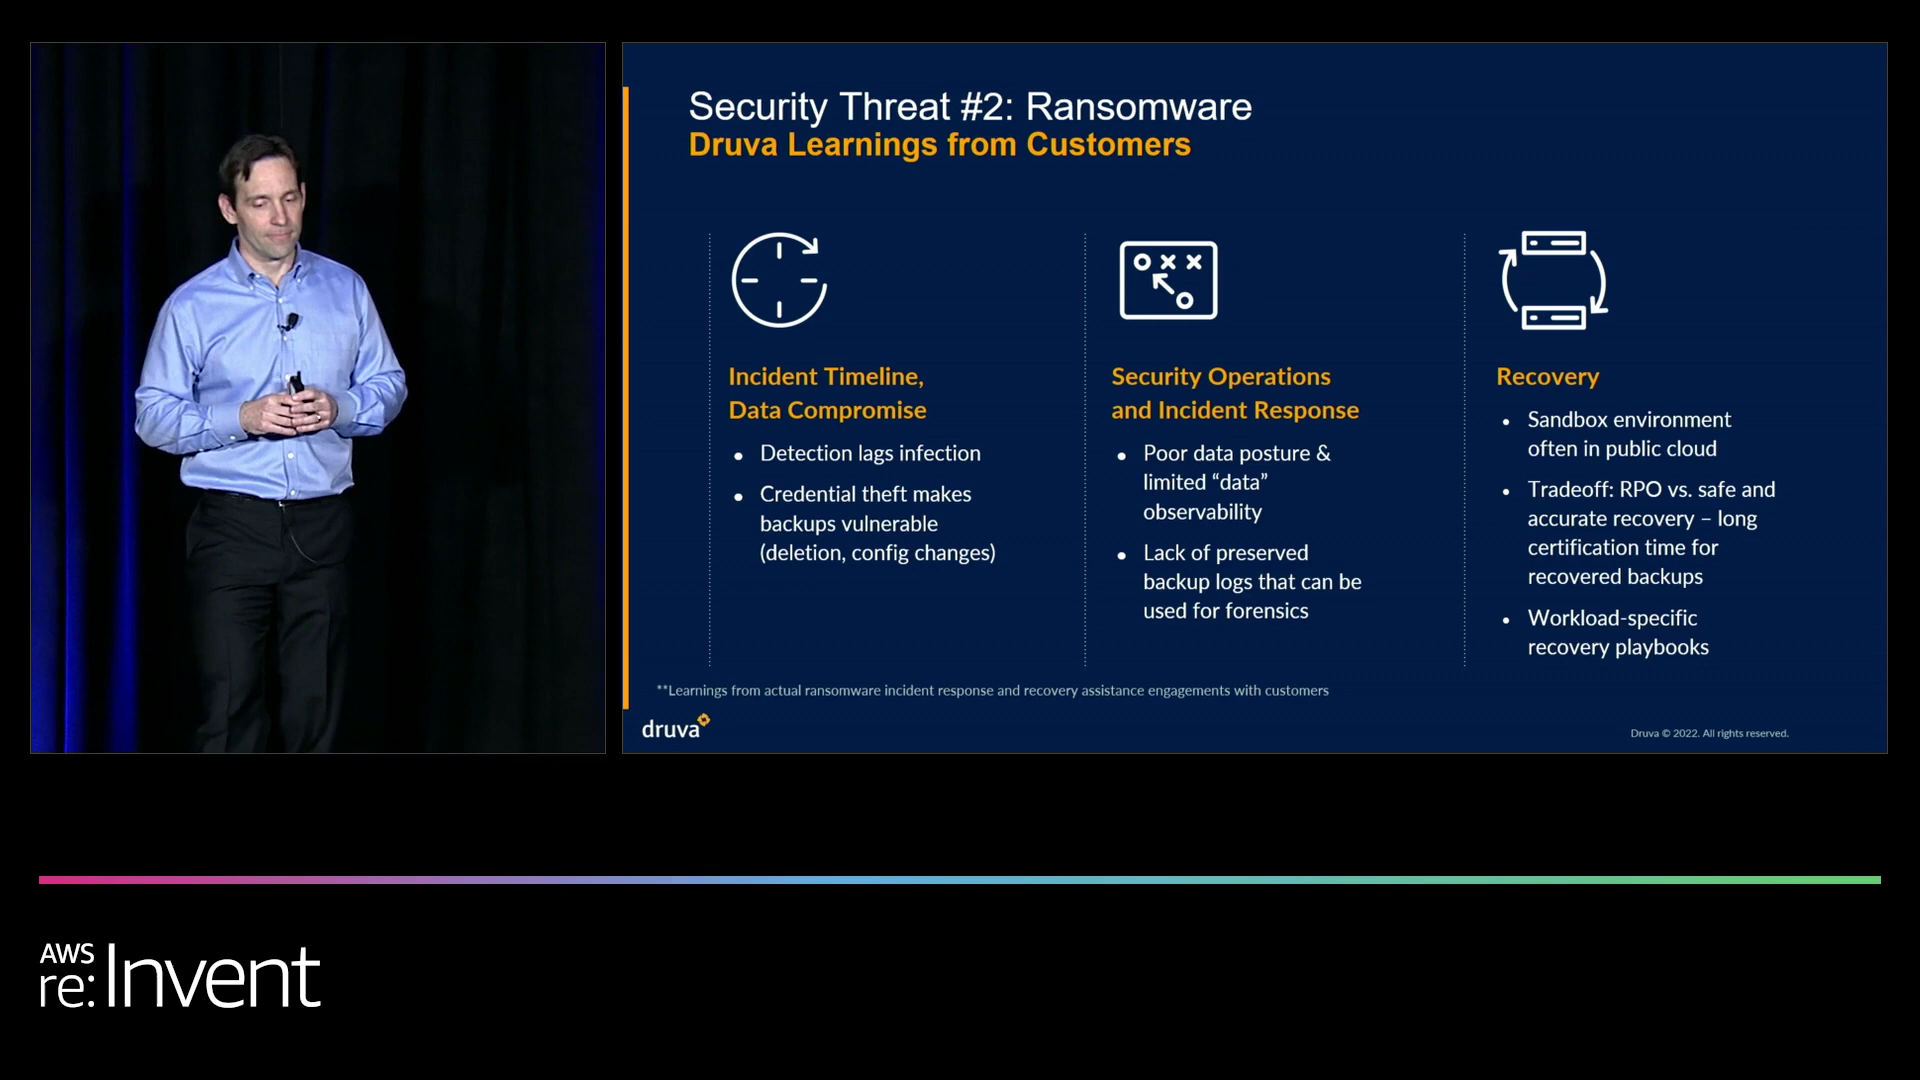 Security Threat #2: Ransomware
Druva Learnings from Customers
Incident Timeline,
Data Compromise
• Detection lags infection
• Credential theft makes
backups vulnerable
(deletion, config changes)
Security Operations
and Incident Response
• Poor data posture &
limited “data”
observability
• Lack of preserved
backup logs that can be
used for forensics
Recovery
• Sandbox environment
often in public cloud
• Tradeoff: RPO vs. safe and
accurate recovery – long
certification time for
recovered backups
• Workload-specific
recovery playbooks
**Learnings from actual ransomware incident response and recovery assistance engagements with customers
druva
Druva © 2022. All rights reserved.
AWS
re:Invent